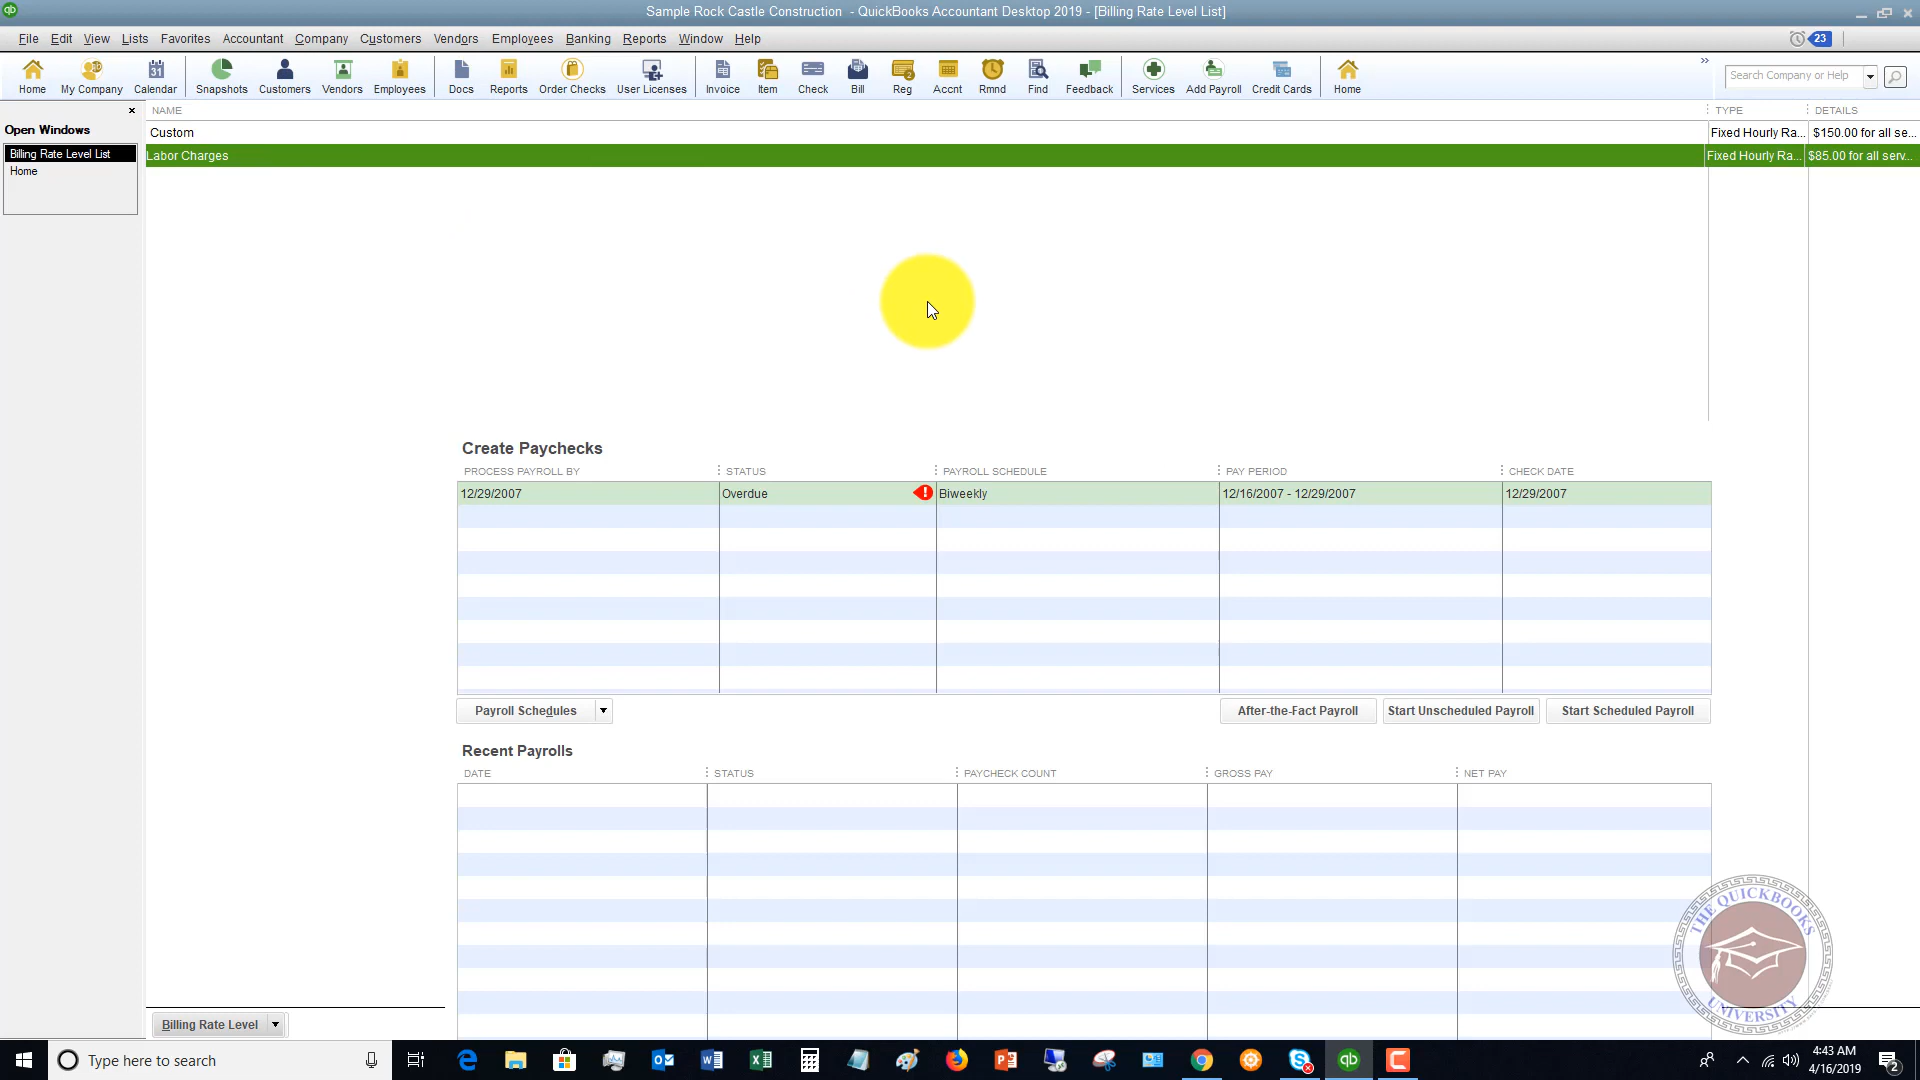 Sample Rock Castle Construction - QuickBooks Accountant Desktop 2019 - [Billing Rate Level List]
File Edit View Lists Favorites Accountant Company Customers Vendors Employees Banking Reports Window Help
23
Home My Company Calendar Snapshots Customers Vendors Employees Docs Reports Order Checks User Licenses Invoice Item Check Bill Reg Accnt Rmnd Find Feedback Services Add Payroll Credit Cards Home
Search Company or Help
NAME TYPE DETAILS
Open Windows
Custom Fixed Hourly Ra... $150.00 for all se...
Billing Rate Level List
Labor Charges Fixed Hourly Ra... $85.00 for all serv...
Home
Create Paychecks
PROCESS PAYROLL BY STATUS PAYROLL SCHEDULE PAY PERIOD CHECK DATE
12/29/2007 Overdue Biweekly 12/16/2007 - 12/29/2007 12/29/2007
Payroll Schedules After-the-Fact Payroll Start Unscheduled Payroll Start Scheduled Payroll
Recent Payrolls
DATE STATUS PAYCHECK COUNT GROSS PAY NET PAY
THE QUICKBOOKS
UNIVERSITY
Billing Rate Level
Type here to search
4:43 AM
4/16/2019
2